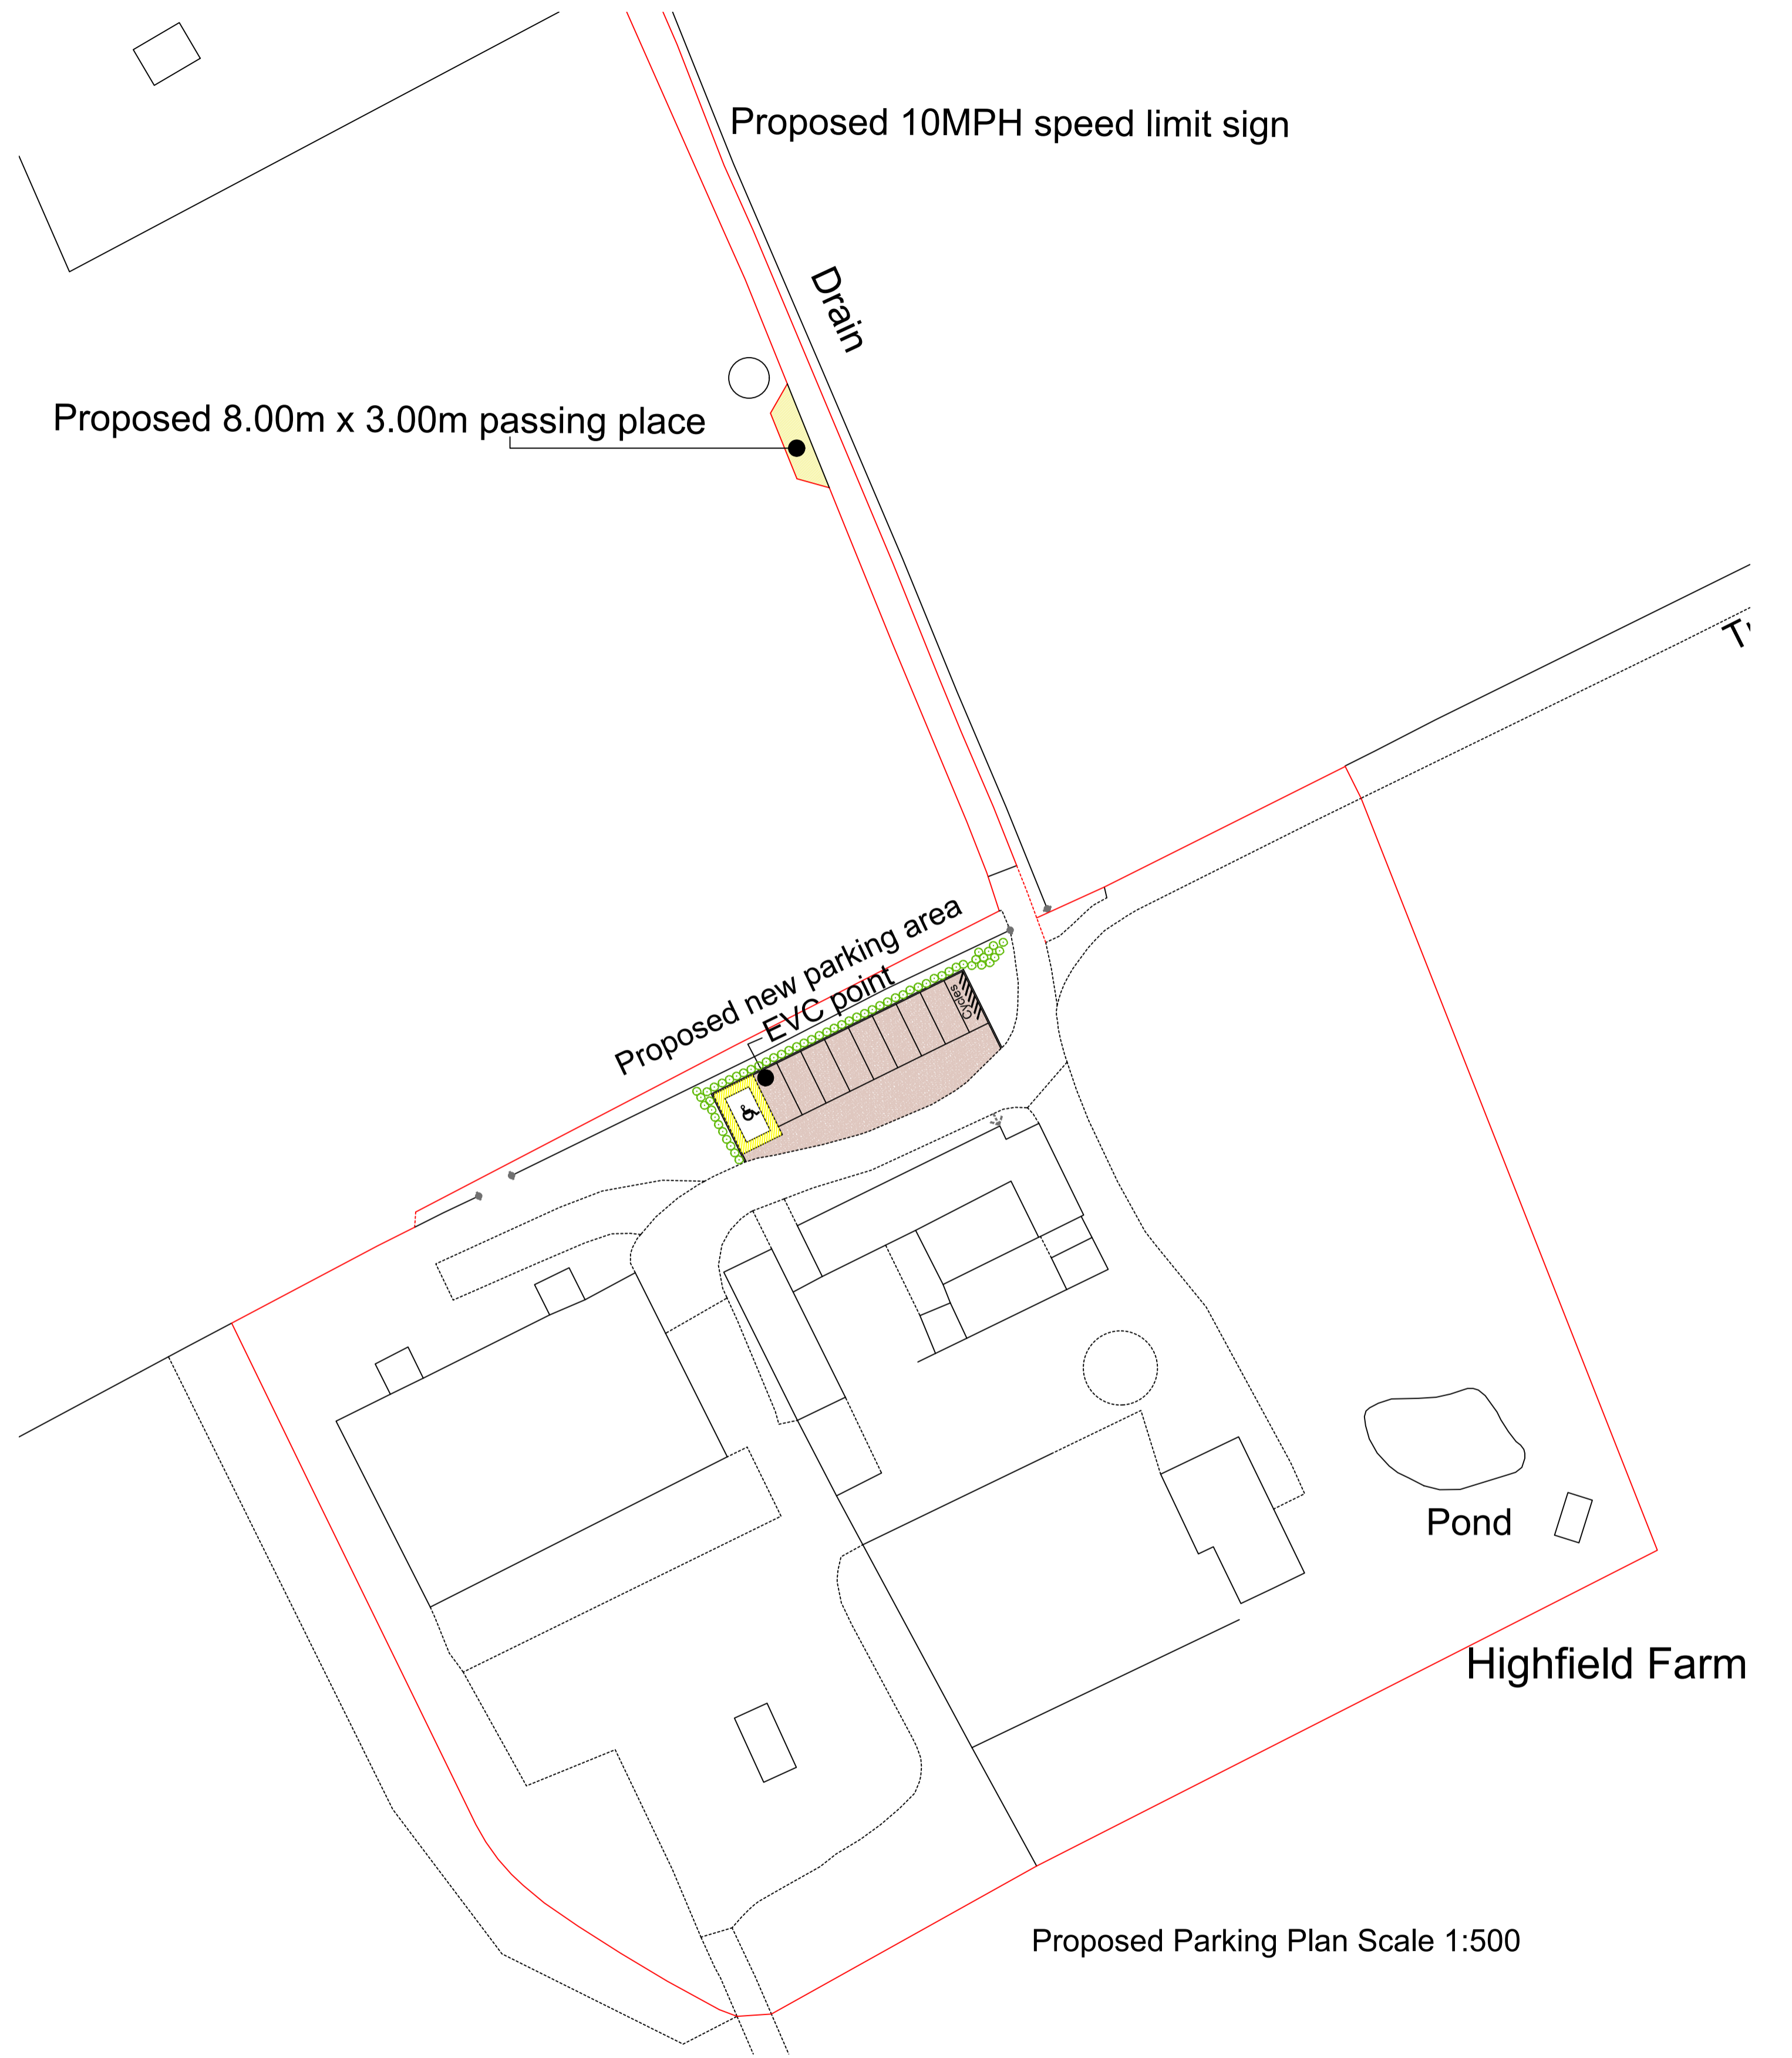 Proposed 10MPH speed limit sign
Drain
Proposed 8.00m x 3.00m passing place
Proposed new parking area
EVC point
Cycles
Pond
Highfield Farm
Proposed Parking Plan Scale 1:500